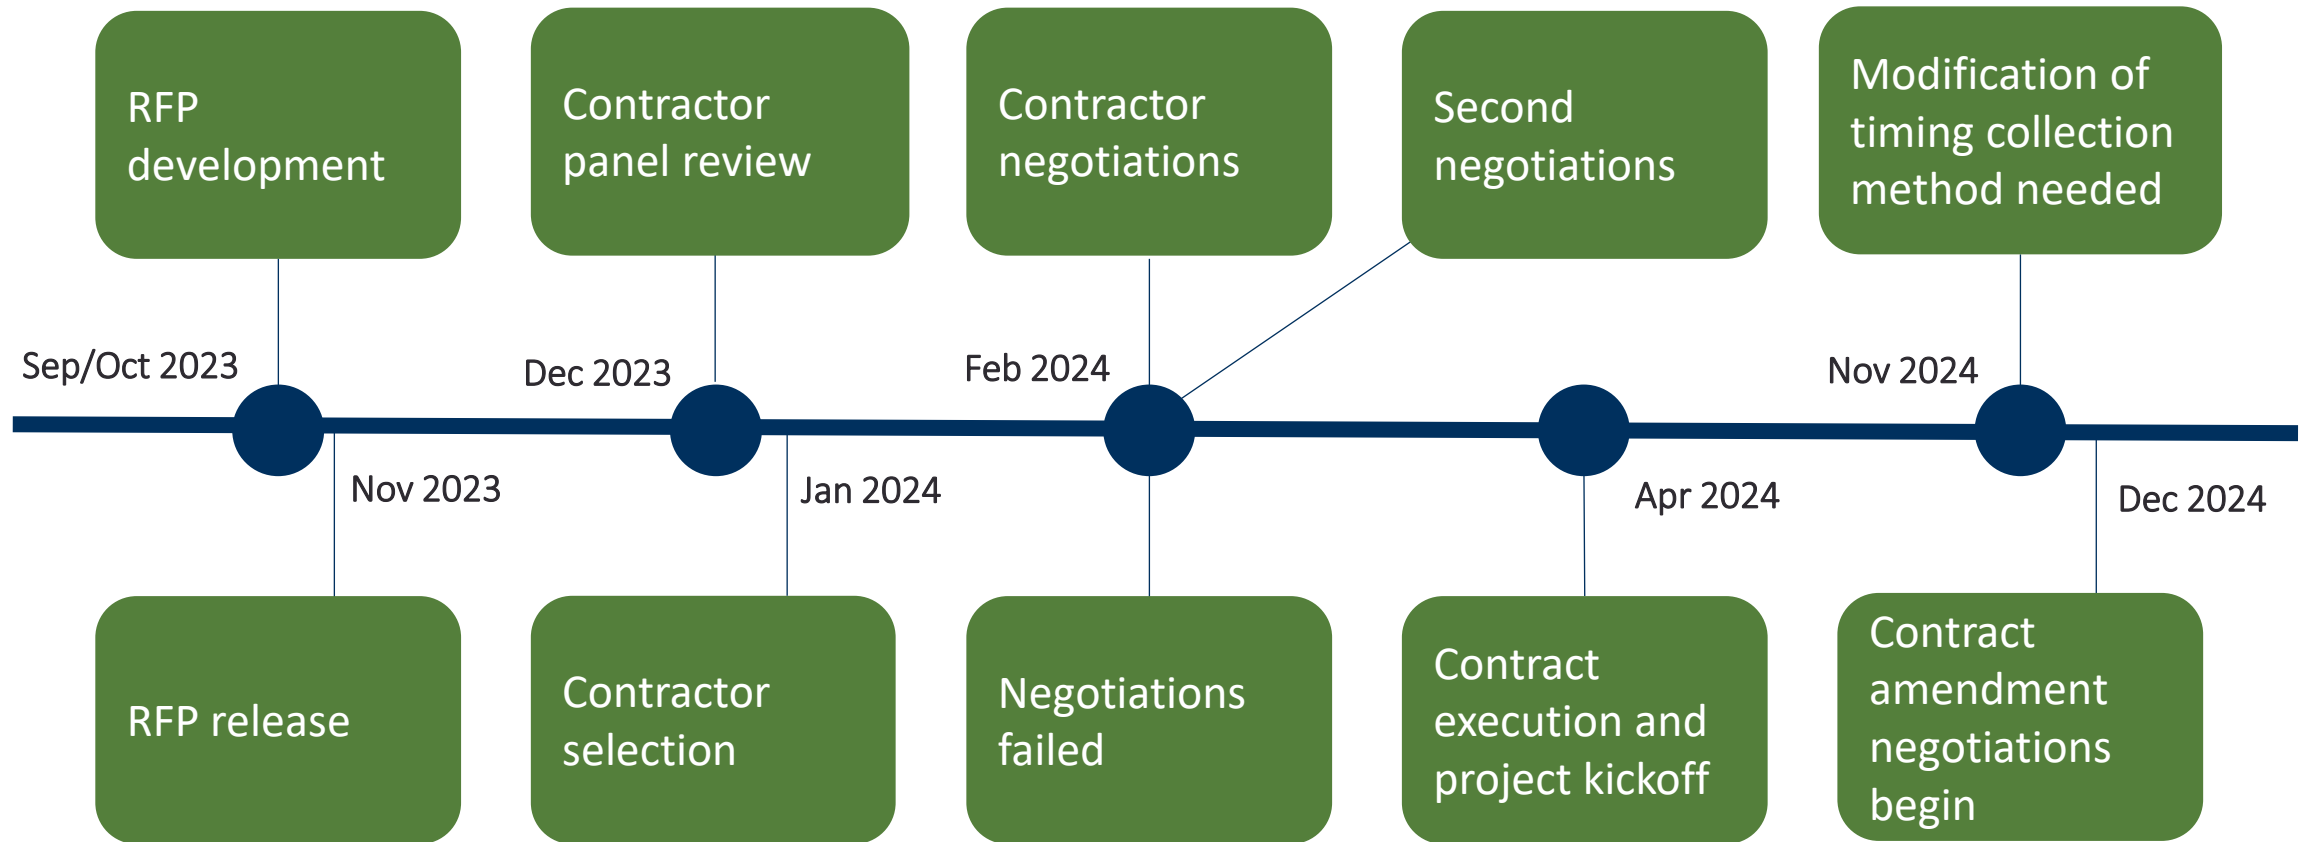 RFP
development
Contractor
panel review
Contractor
negotiations
Second
negotiations
Modification of
timing collection
method needed
Sep/Oct 2023
Dec 2023
Feb 2024
Nov 2024
Nov 2023
Jan 2024
Apr 2024
Dec 2024
RFP release
Contractor
selection
Negotiations
failed
Contract
execution and
project kickoff
Contract
amendment
negotiations
begin